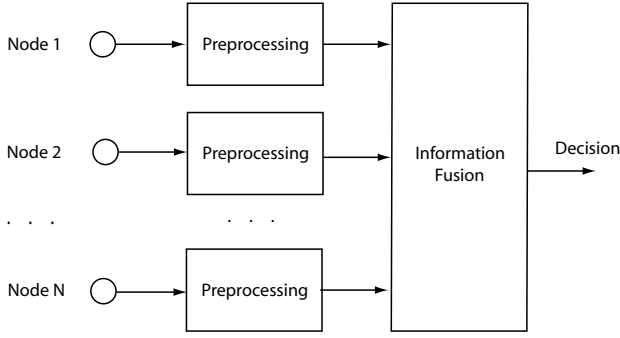 Node 1
Preprocessing
Node 2
Preprocessing
Information
Fusion
Decision
. . .
. . .
Node N
Preprocessing